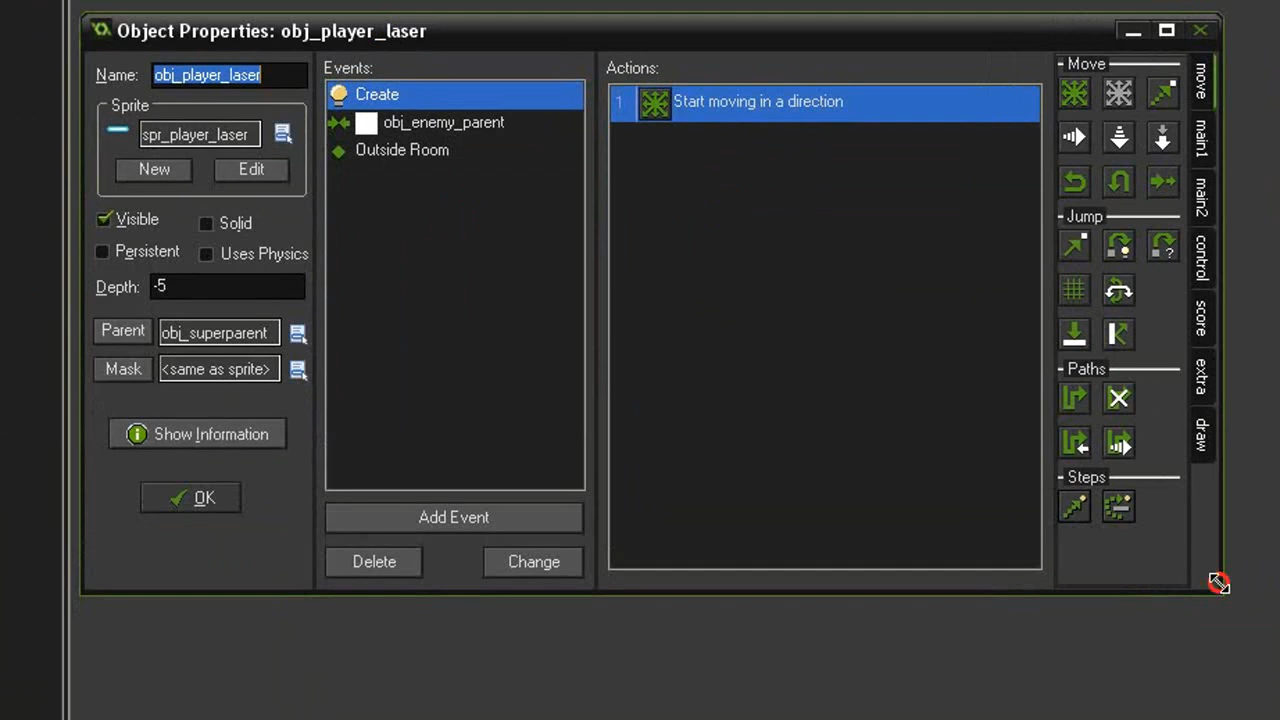 Object Properties: obj_player_laser
Name: obj_player_laser
Sprite
spr_player_laser
New Edit
Visible Solid
Persistent Uses Physics
Depth: -5
Parent obj_superparent
Mask <same as sprite>
Show Information
OK
Events:
Create
obj_enemy_parent
Outside Room
Add Event
Delete Change
Actions:
1 Start moving in a direction
Move
Jump
?
Paths
Steps
move
main1
main2
control
score
extra
draw